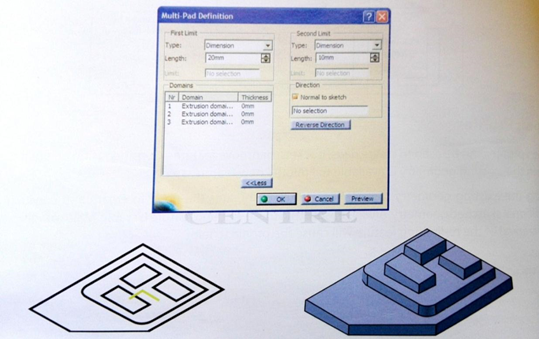 Multi-Pad Definition
First Limit
Type: Dimension
Length: 20mm
Limit: No selection
Second Limit
Type: Dimension
Length: 10mm
Limit: No selection
Domains
Nr Domain Thickness
1 Extrusion domai... 0mm
2 Extrusion domai... 0mm
3 Extrusion domai... 0mm
Direction
Normal to sketch
No selection
Reverse Direction
<<Less
OK Cancel Preview
CENTRE